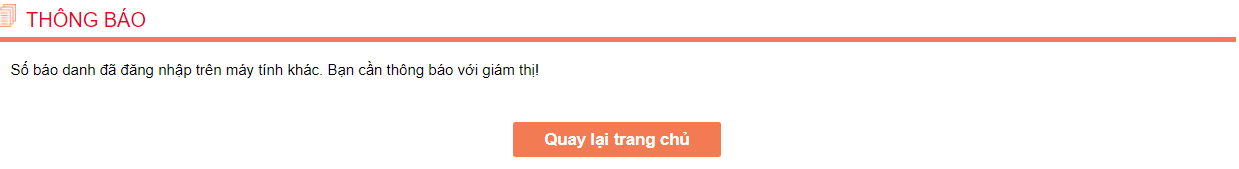 THÔNG BÁO
Số báo danh đã đăng nhập trên máy tính khác. Bạn cần thông báo với giám thị!
Quay lại trang chủ